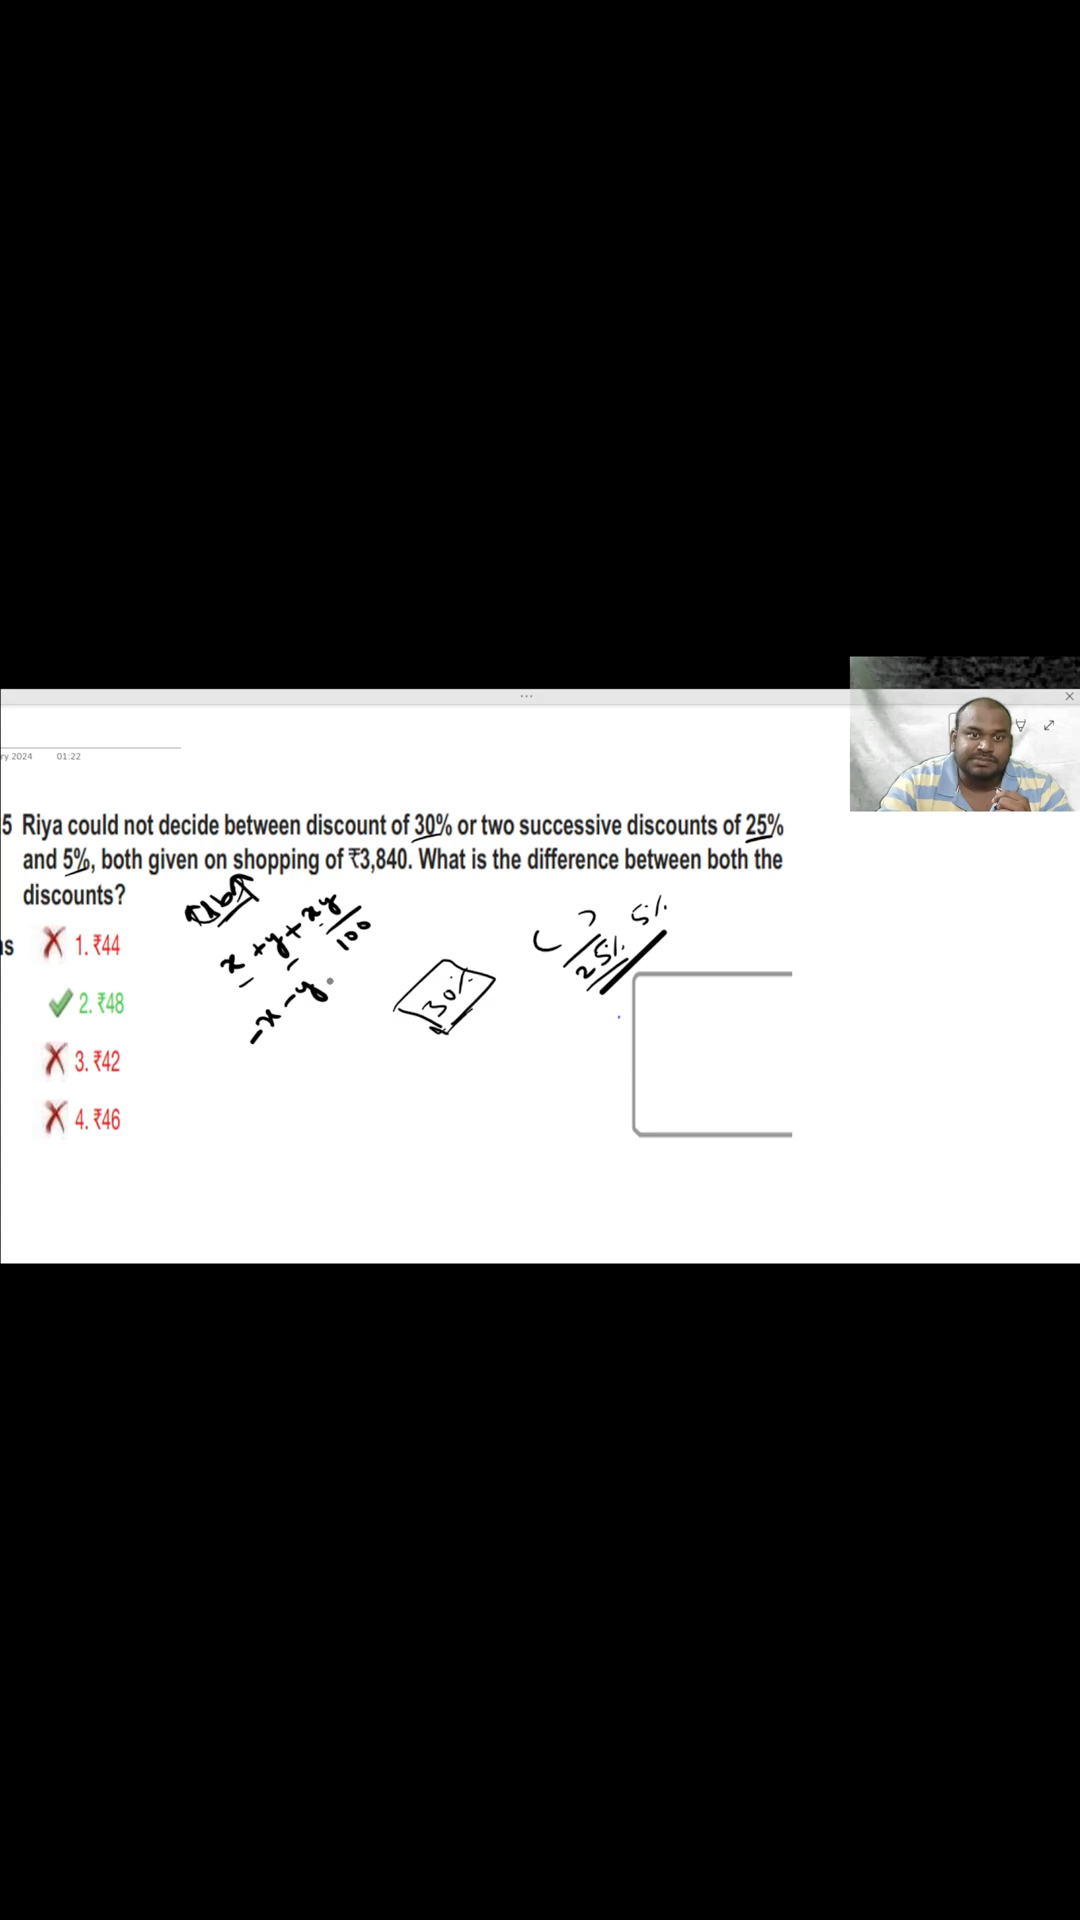 ry 2024 01:22
5 Riya could not decide between discount of 30% or two successive discounts of 25%
and 5%, both given on shopping of ₹3,840. What is the difference between both the
discounts?
ns
1. ₹44
2. ₹48
3. ₹42
4. ₹46
x + y + xy/100
-x - y
30%
25% 5%